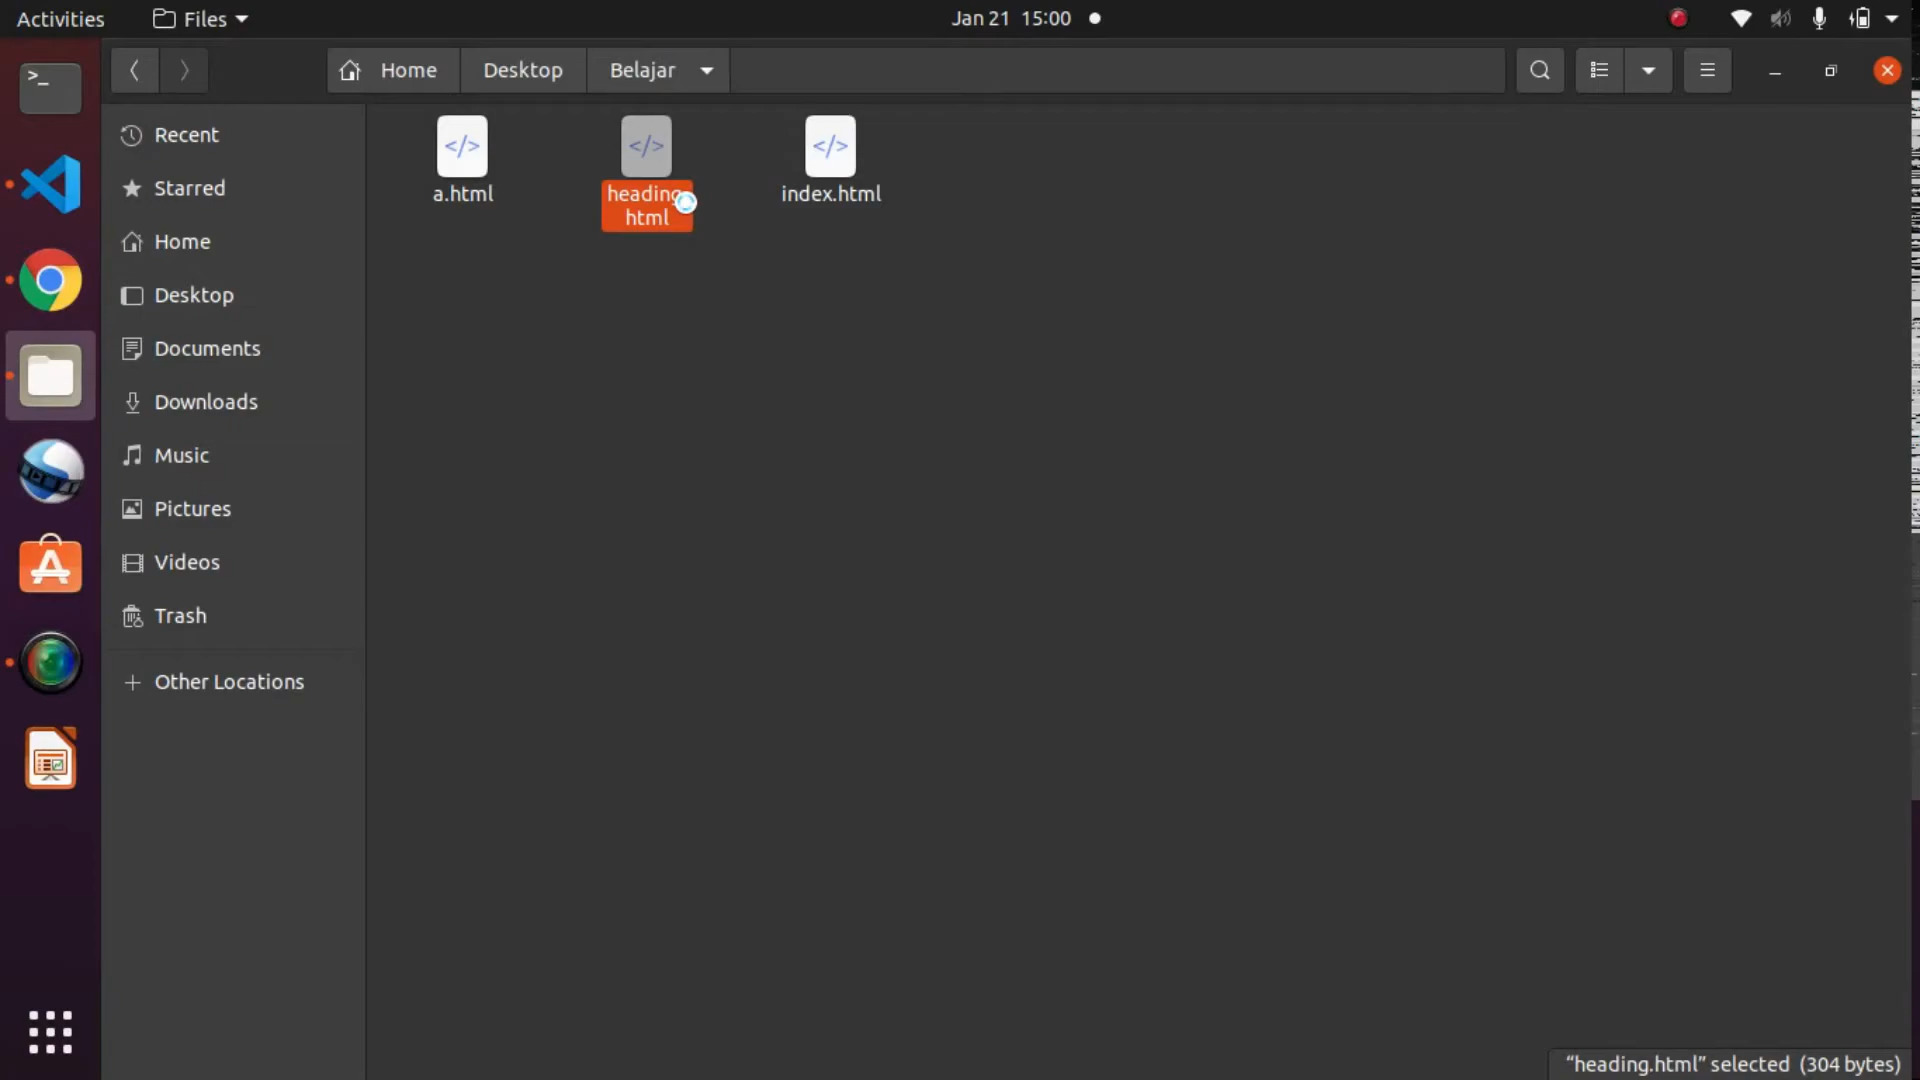 Activities
Files
Jan 21 15:00
Home
Desktop
Belajar
Recent
Starred
Home
Desktop
Documents
Downloads
Music
Pictures
Videos
Trash
Other Locations
a.html
heading.
html
index.html
“heading.html” selected (304 bytes)